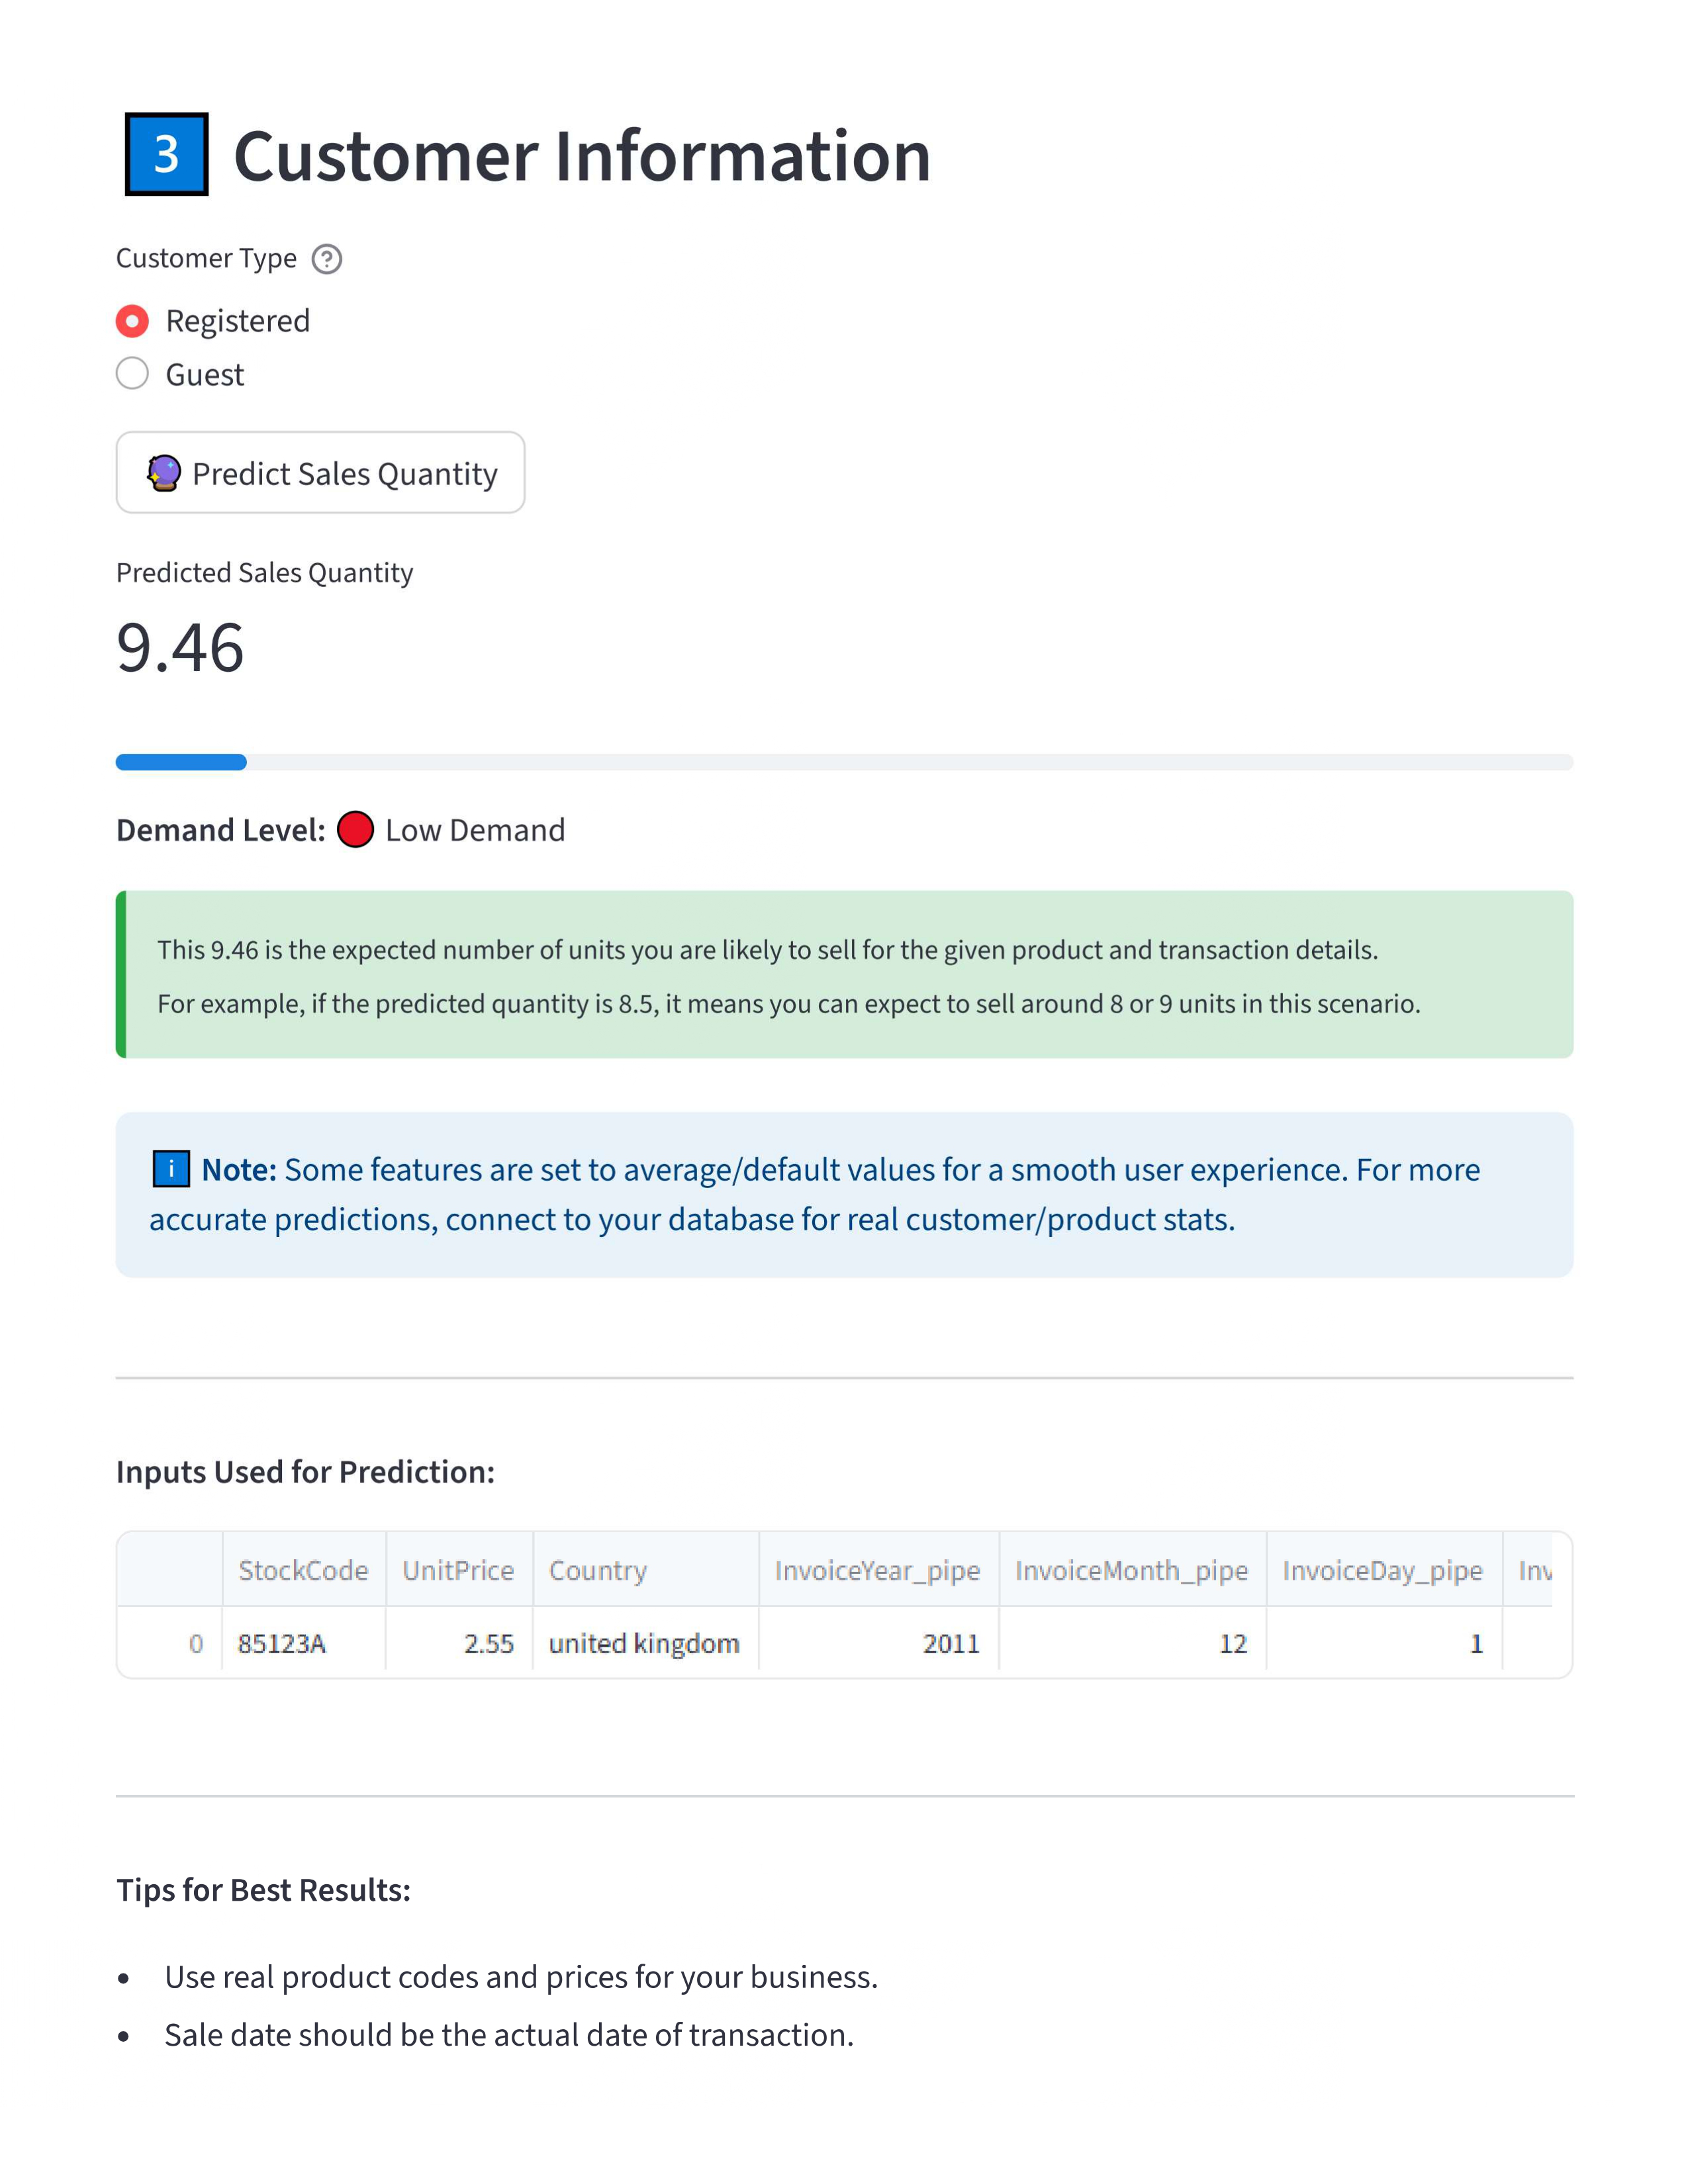 3 Customer Information
Customer Type ?
Registered
Guest
🔮 Predict Sales Quantity
Predicted Sales Quantity
9.46
Demand Level: 🔴 Low Demand
This 9.46 is the expected number of units you are likely to sell for the given product and transaction details.
For example, if the predicted quantity is 8.5, it means you can expect to sell around 8 or 9 units in this scenario.
i Note: Some features are set to average/default values for a smooth user experience. For more
accurate predictions, connect to your database for real customer/product stats.
Inputs Used for Prediction:
StockCode UnitPrice Country InvoiceYear_pipe InvoiceMonth_pipe InvoiceDay_pipe Inv
0 85123A 2.55 united kingdom 2011 12 1
Tips for Best Results:
• Use real product codes and prices for your business.
• Sale date should be the actual date of transaction.